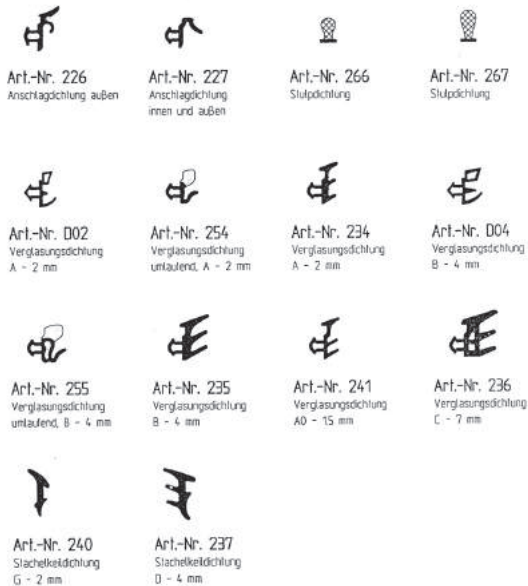 Art.-Nr. 226
Anschlagdichtung außen
Art.-Nr. 227
Anschlagdichtung
innen und außen
Art.-Nr. 266
Stulpdichtung
Art.-Nr. 267
Stulpdichtung
Art.-Nr. D02
Verglasungsdichtung
A - 2 mm
Art.-Nr. 254
Verglasungsdichtung
umlaufend, A - 2 mm
Art.-Nr. 234
Verglasungsdichtung
A - 2 mm
Art.-Nr. D04
Verglasungsdichtung
B - 4 mm
Art.-Nr. 255
Verglasungsdichtung
umlaufend, B - 4 mm
Art.-Nr. 235
Verglasungsdichtung
B - 4 mm
Art.-Nr. 241
Verglasungsdichtung
A0 - 15 mm
Art.-Nr. 236
Verglasungsdichtung
C - 7 mm
Art.-Nr. 240
Stachelkeildichtung
G - 2 mm
Art.-Nr. 237
Stachelkeildichtung
D - 4 mm